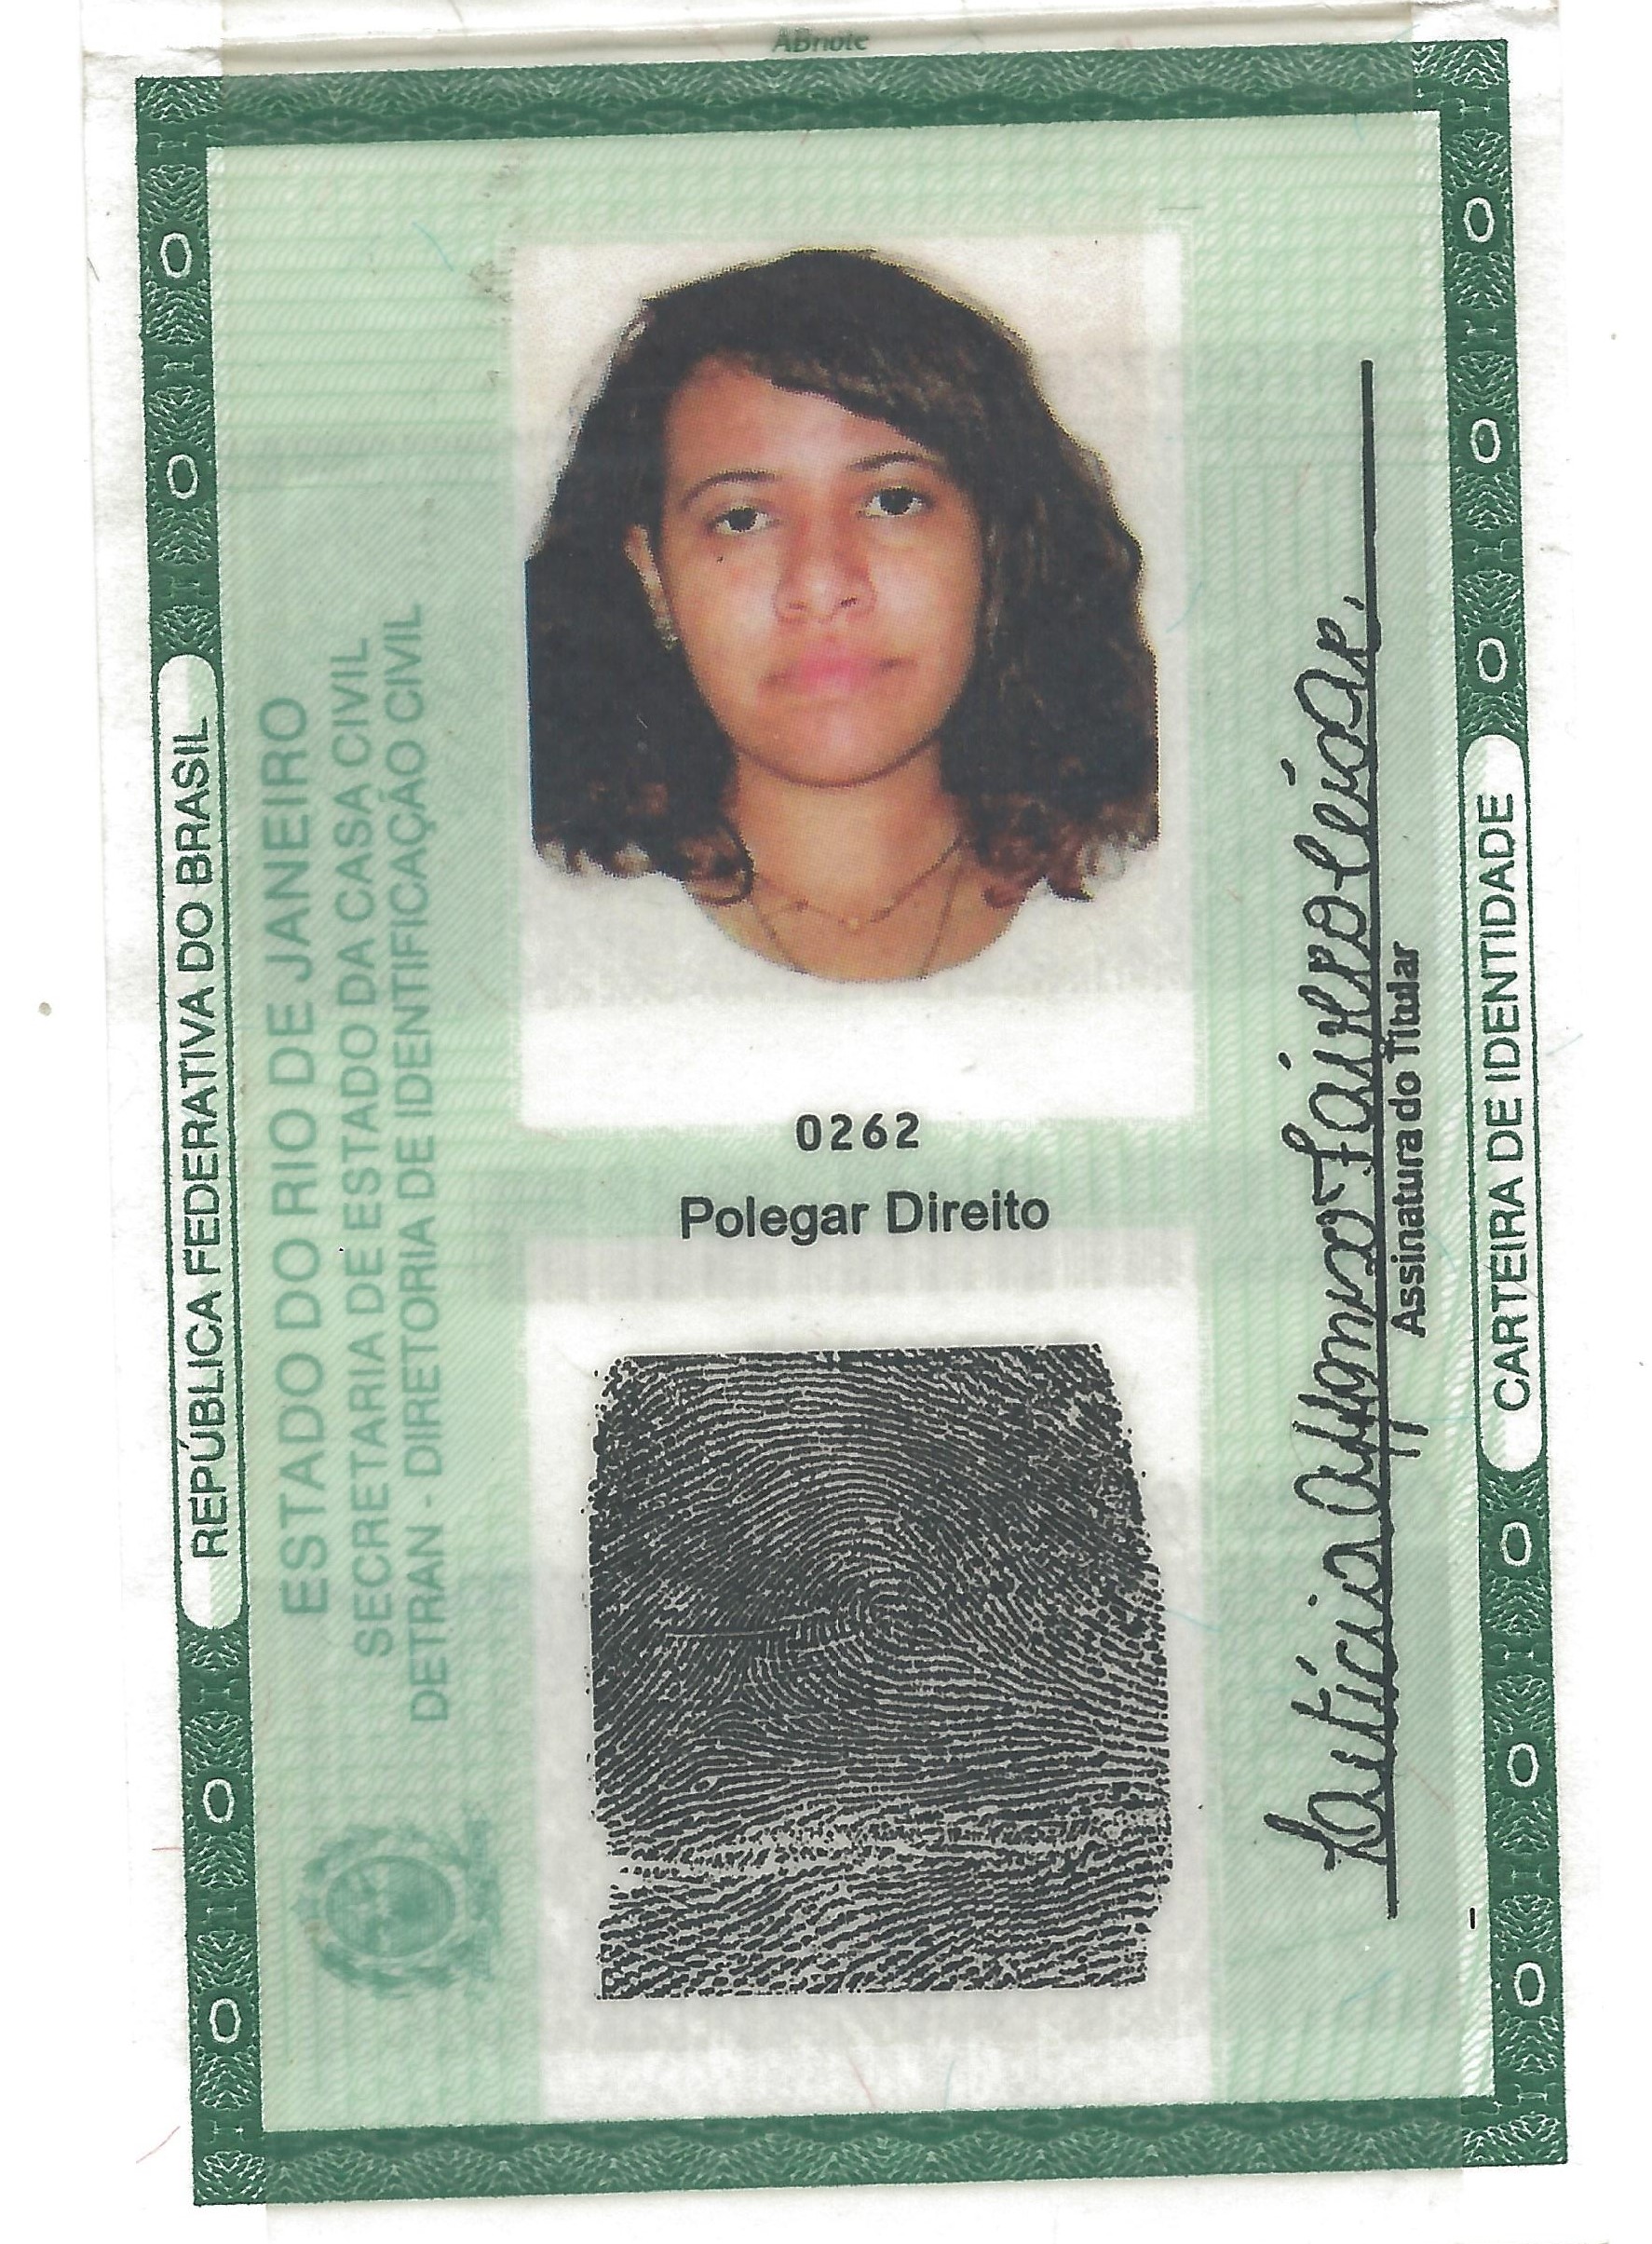 ABnote
REPÚBLICA FEDERATIVA DO BRASIL
ESTADO DO RIO DE JANEIRO
SECRETARIA DE ESTADO DA CASA CIVIL
DETRAN - DIRETORIA DE IDENTIFICAÇÃO CIVIL
0262
Polegar Direito
Assinatura do Titular
CARTEIRA DE IDENTIDADE